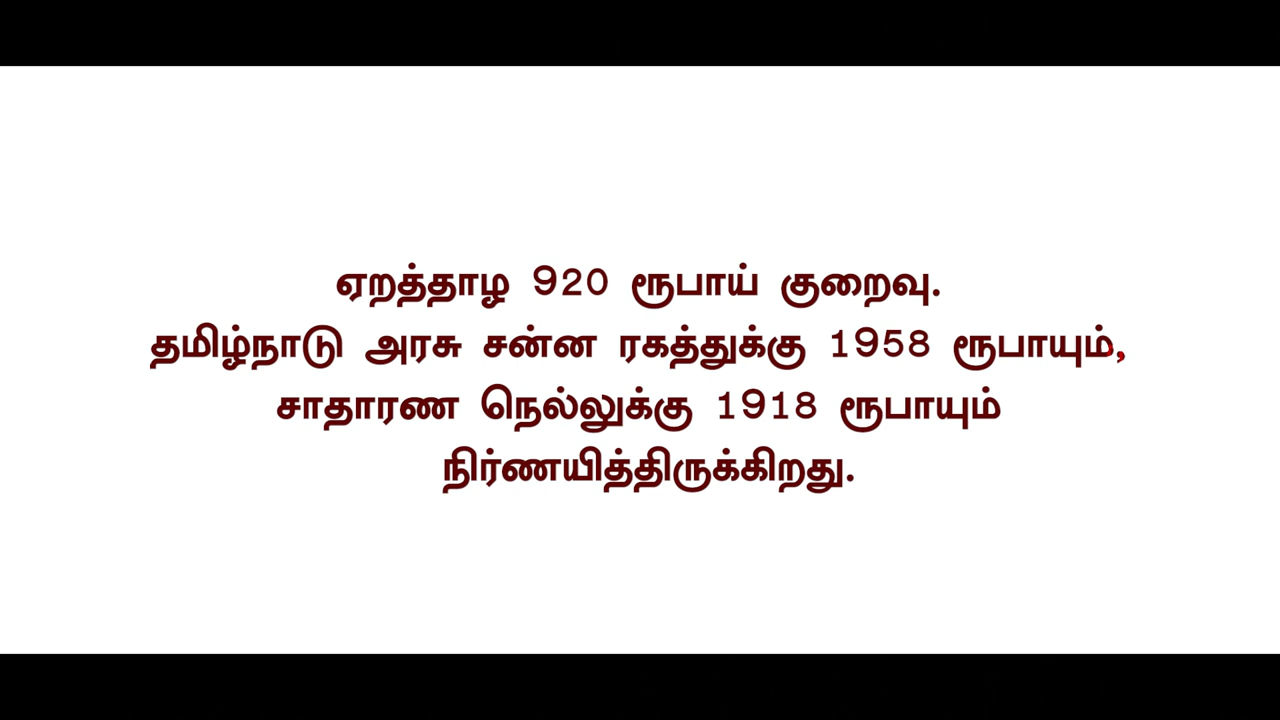 ஏறத்தாழ 920 ரூபாய் குறைவு.
தமிழ்நாடு அரசு சன்ன ரகத்துக்கு 1958 ரூபாயும்,
சாதாரண நெல்லுக்கு 1918 ரூபாயும்
நிர்ணயித்திருக்கிறது.